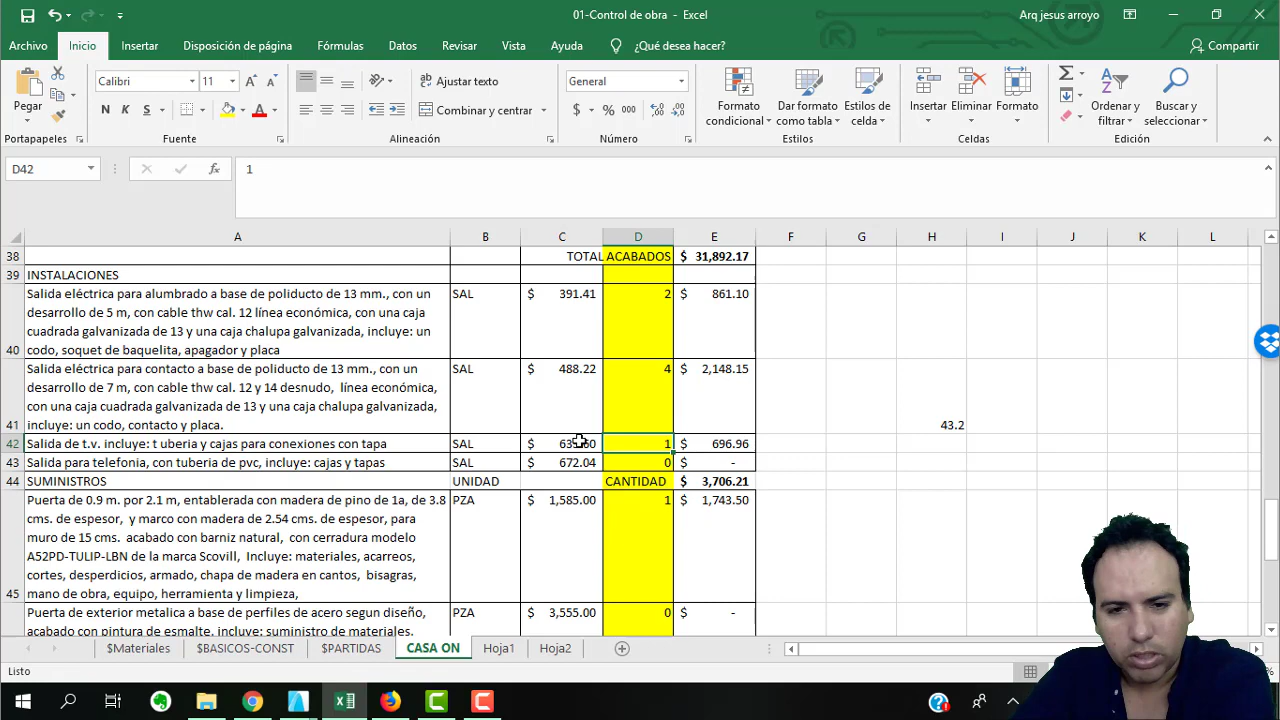 01-Control de obra - Excel
Arq jesus arroyo
Archivo Inicio Insertar Disposición de página Fórmulas Datos Revisar Vista Ayuda ¿Qué desea hacer? Compartir
Pegar
Calibri 11
N K S
Ajustar texto
Combinar y centrar
General
$ % 000
Formato condicional
Dar formato como tabla
Estilos de celda
Insertar Eliminar Formato
Ordenar y filtrar
Buscar y seleccionar
Portapapeles Fuente Alineación Número Estilos Celdas Edición
D42 fx 1
A B C D E F G H I J K L
38 TOTAL ACABADOS $ 31,892.17
39 INSTALACIONES
Salida eléctrica para alumbrado a base de poliducto de 13 mm., con un SAL $ 391.41 2 $ 861.10
desarrollo de 5 m, con cable thw cal. 12 línea económica, con una caja
cuadrada galvanizada de 13 y una caja chalupa galvanizada, incluye: un
40 codo, soquet de baquelita, apagador y placa
Salida eléctrica para contacto a base de poliducto de 13 mm., con un SAL $ 488.22 4 $ 2,148.15
desarrollo de 7 m, con cable thw cal. 12 y 14 desnudo, línea económica,
con una caja cuadrada galvanizada de 13 y una caja chalupa galvanizada,
41 incluye: un codo, contacto y placa. 43.2
42 Salida de t.v. incluye: t uberia y cajas para conexiones con tapa SAL $ 1 $ 696.96
43 Salida para telefonia, con tuberia de pvc, incluye: cajas y tapas SAL $ 672.04 0 $ -
44 SUMINISTROS UNIDAD CANTIDAD $ 3,706.21
Puerta de 0.9 m. por 2.1 m, entablerada con madera de pino de 1a, de 3.8 PZA $ 1,585.00 1 $ 1,743.50
cms. de espesor, y marco con madera de 2.54 cms. de espesor, para
muro de 15 cms. acabado con barniz natural, con cerradura modelo
A52PD-TULIP-LBN de la marca Scovill, Incluye: materiales, acarreos,
cortes, desperdicios, armado, chapa de madera en cantos, bisagras,
45 mano de obra, equipo, herramienta y limpieza,
Puerta de exterior metalica a base de perfiles de acero segun diseño, PZA $ 3,555.00 0 $ -
acabado con pintura de esmalte. incluye: suministro de materiales.
$Materiales $BASICOS-CONST $PARTIDAS CASA ON Hoja1 Hoja2
Listo %